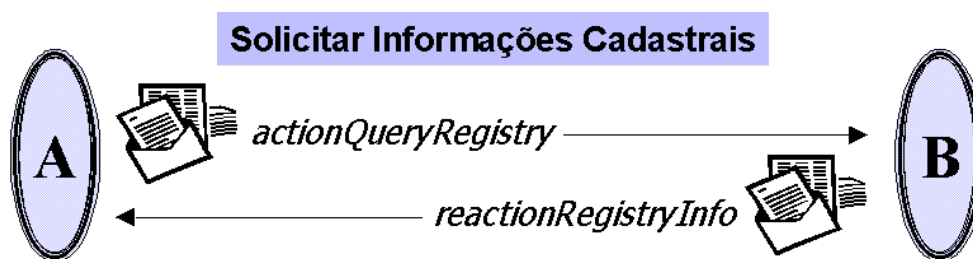 Solicitar Informações Cadastrais
A
actionQueryRegistry
B
reactionRegistryInfo